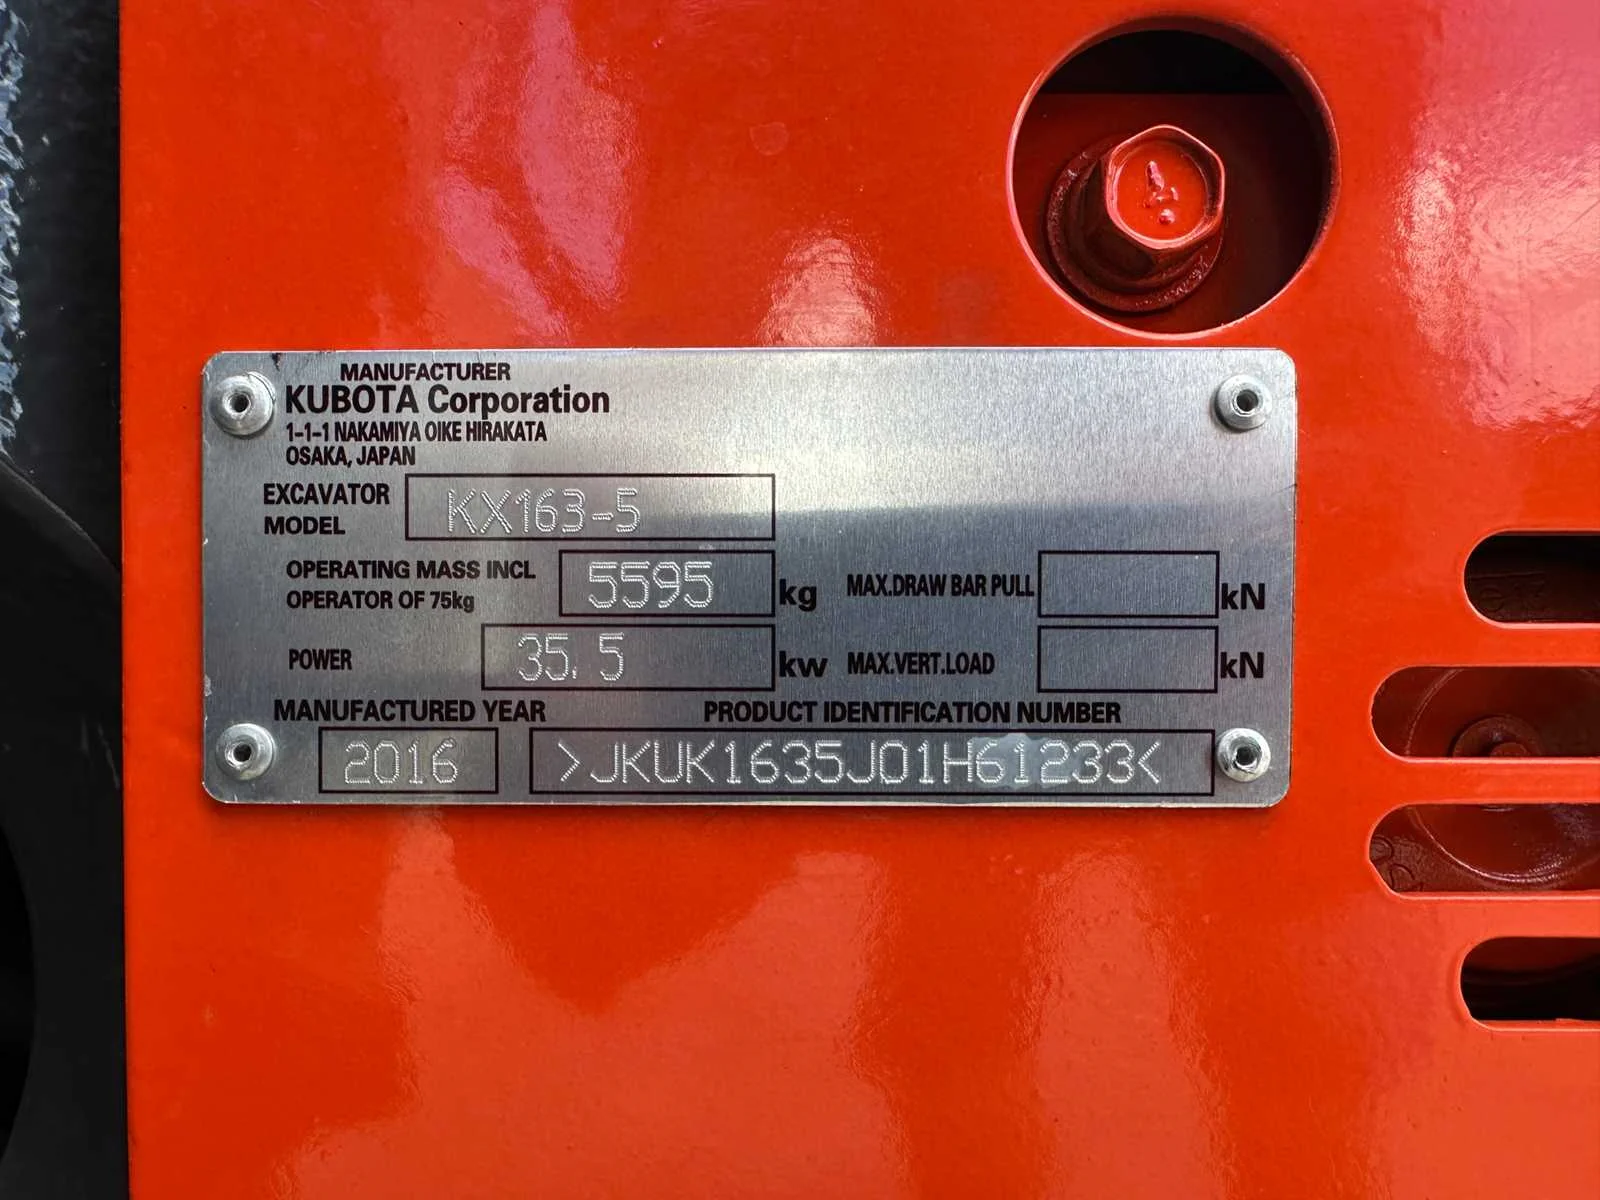 MANUFACTURER
KUBOTA Corporation
1-1-1 NAKAMIYA OIKE HIRAKATA
OSAKA, JAPAN
EXCAVATOR
MODEL
KX163-5
OPERATING MASS INCL
OPERATOR OF 75kg
5595 kg
MAX.DRAW BAR PULL
kN
POWER
35.5 kw
MAX.VERT.LOAD
kN
MANUFACTURED YEAR
PRODUCT IDENTIFICATION NUMBER
2016
>JKUK1635J01H61233<